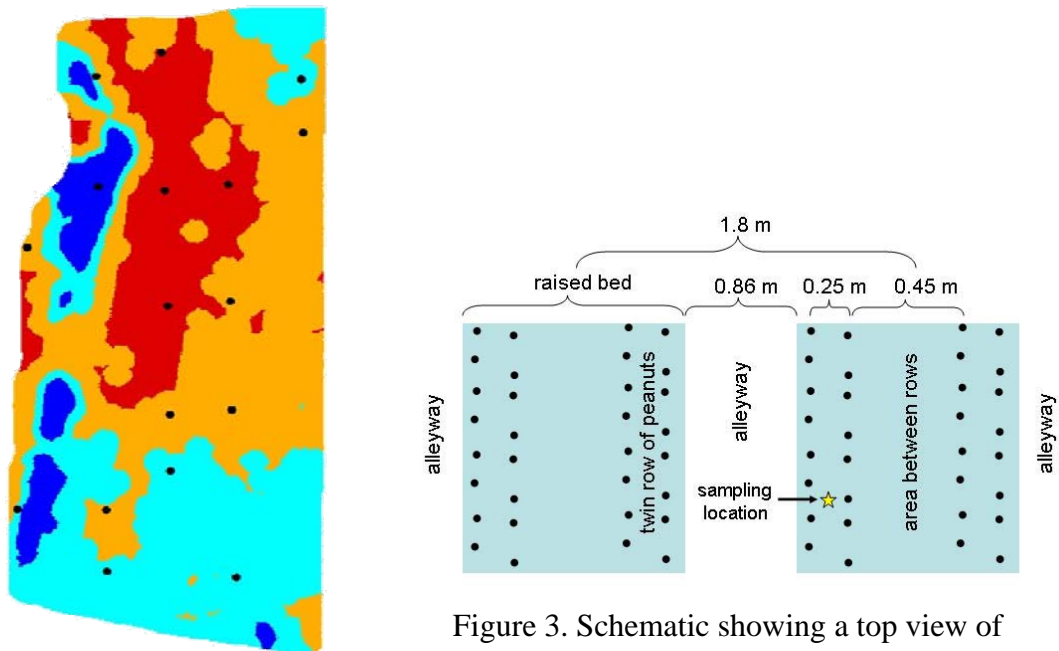 1.8 m
raised bed
0.86 m
0.25 m
0.45 m
alleyway
twin row of peanuts
alleyway
sampling
location
area between rows
alleyway
Figure 3. Schematic showing a top view of